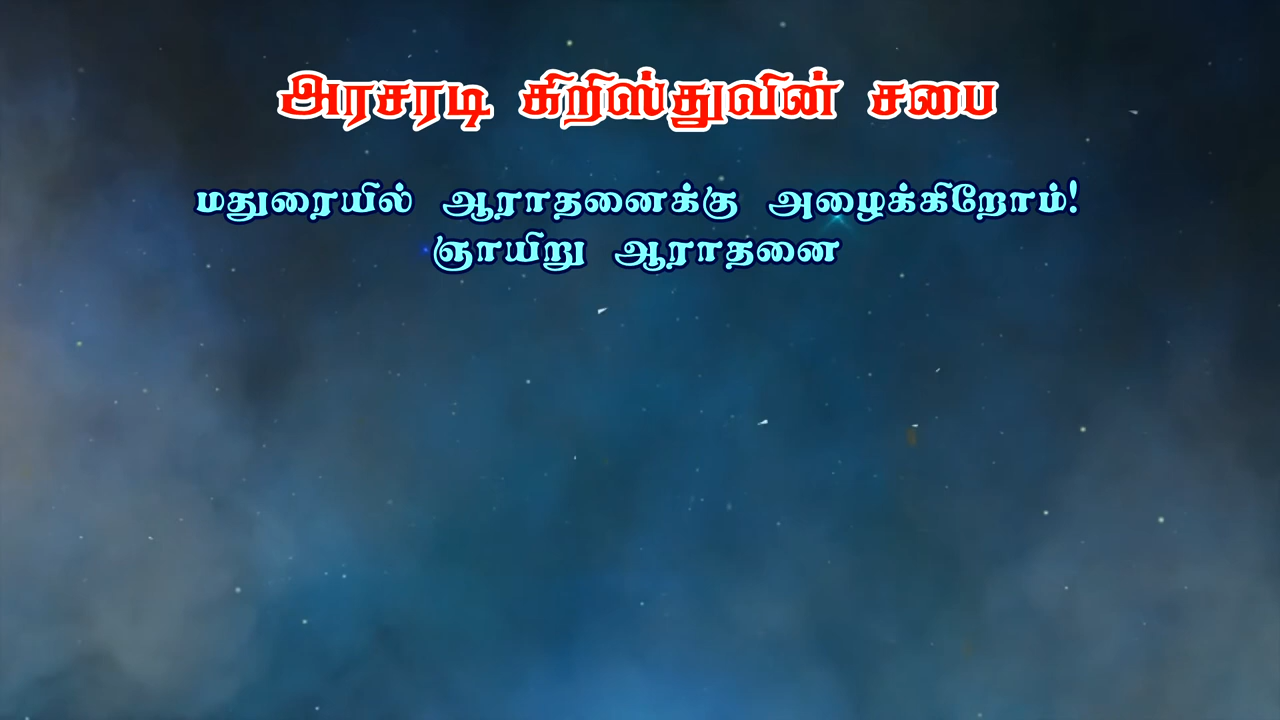 அரசரடி கிறிஸ்துவின் சபை
மதுரையில் ஆராதனைக்கு அழைக்கிறோம்!
ஞாயிறு ஆராதனை